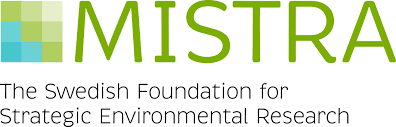 MISTRA
The Swedish Foundation for
Strategic Environmental Research